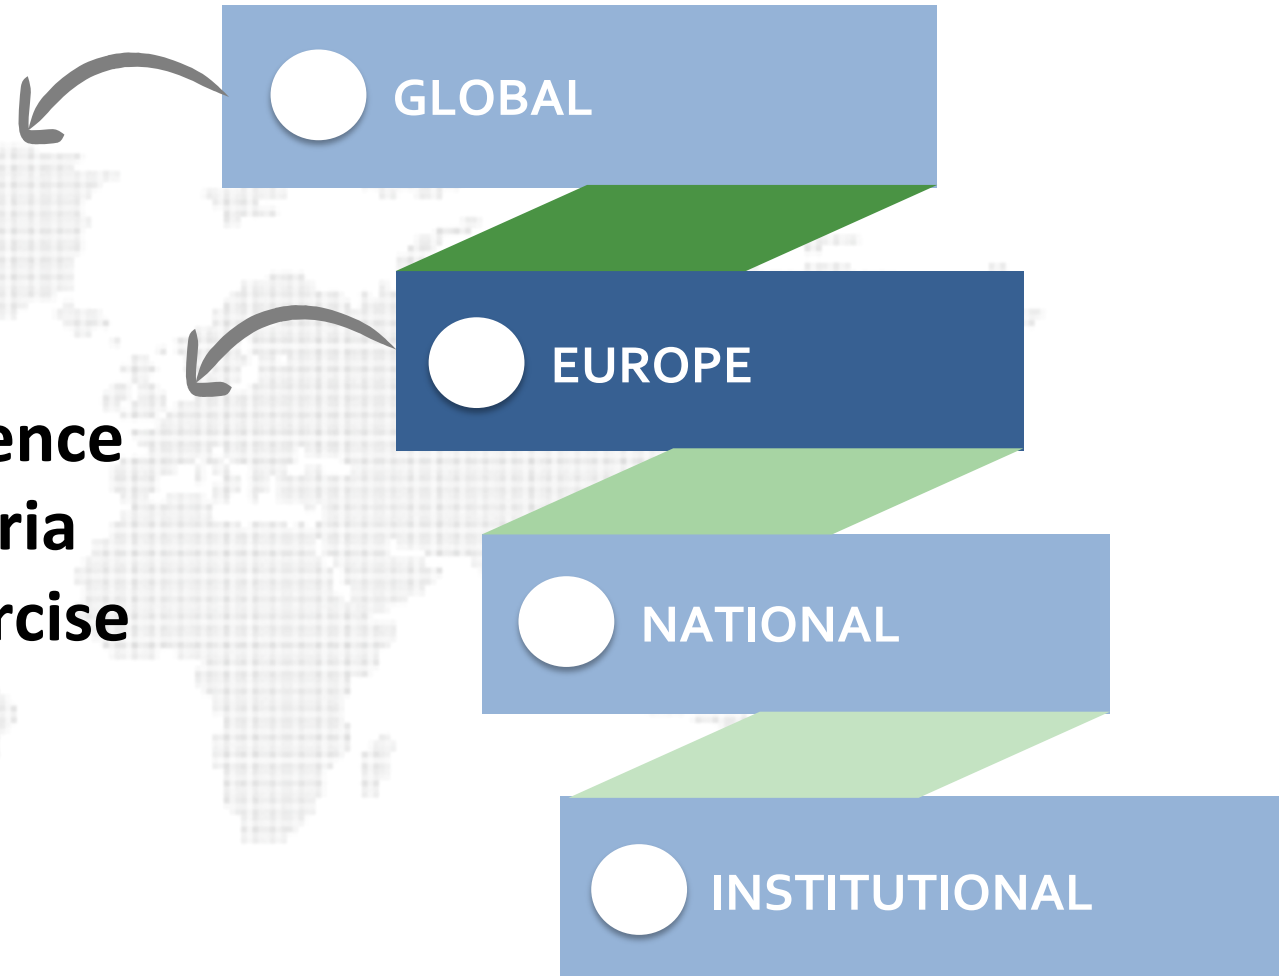 GLOBAL
EUROPE
ence
ria
rcise
NATIONAL
INSTITUTIONAL